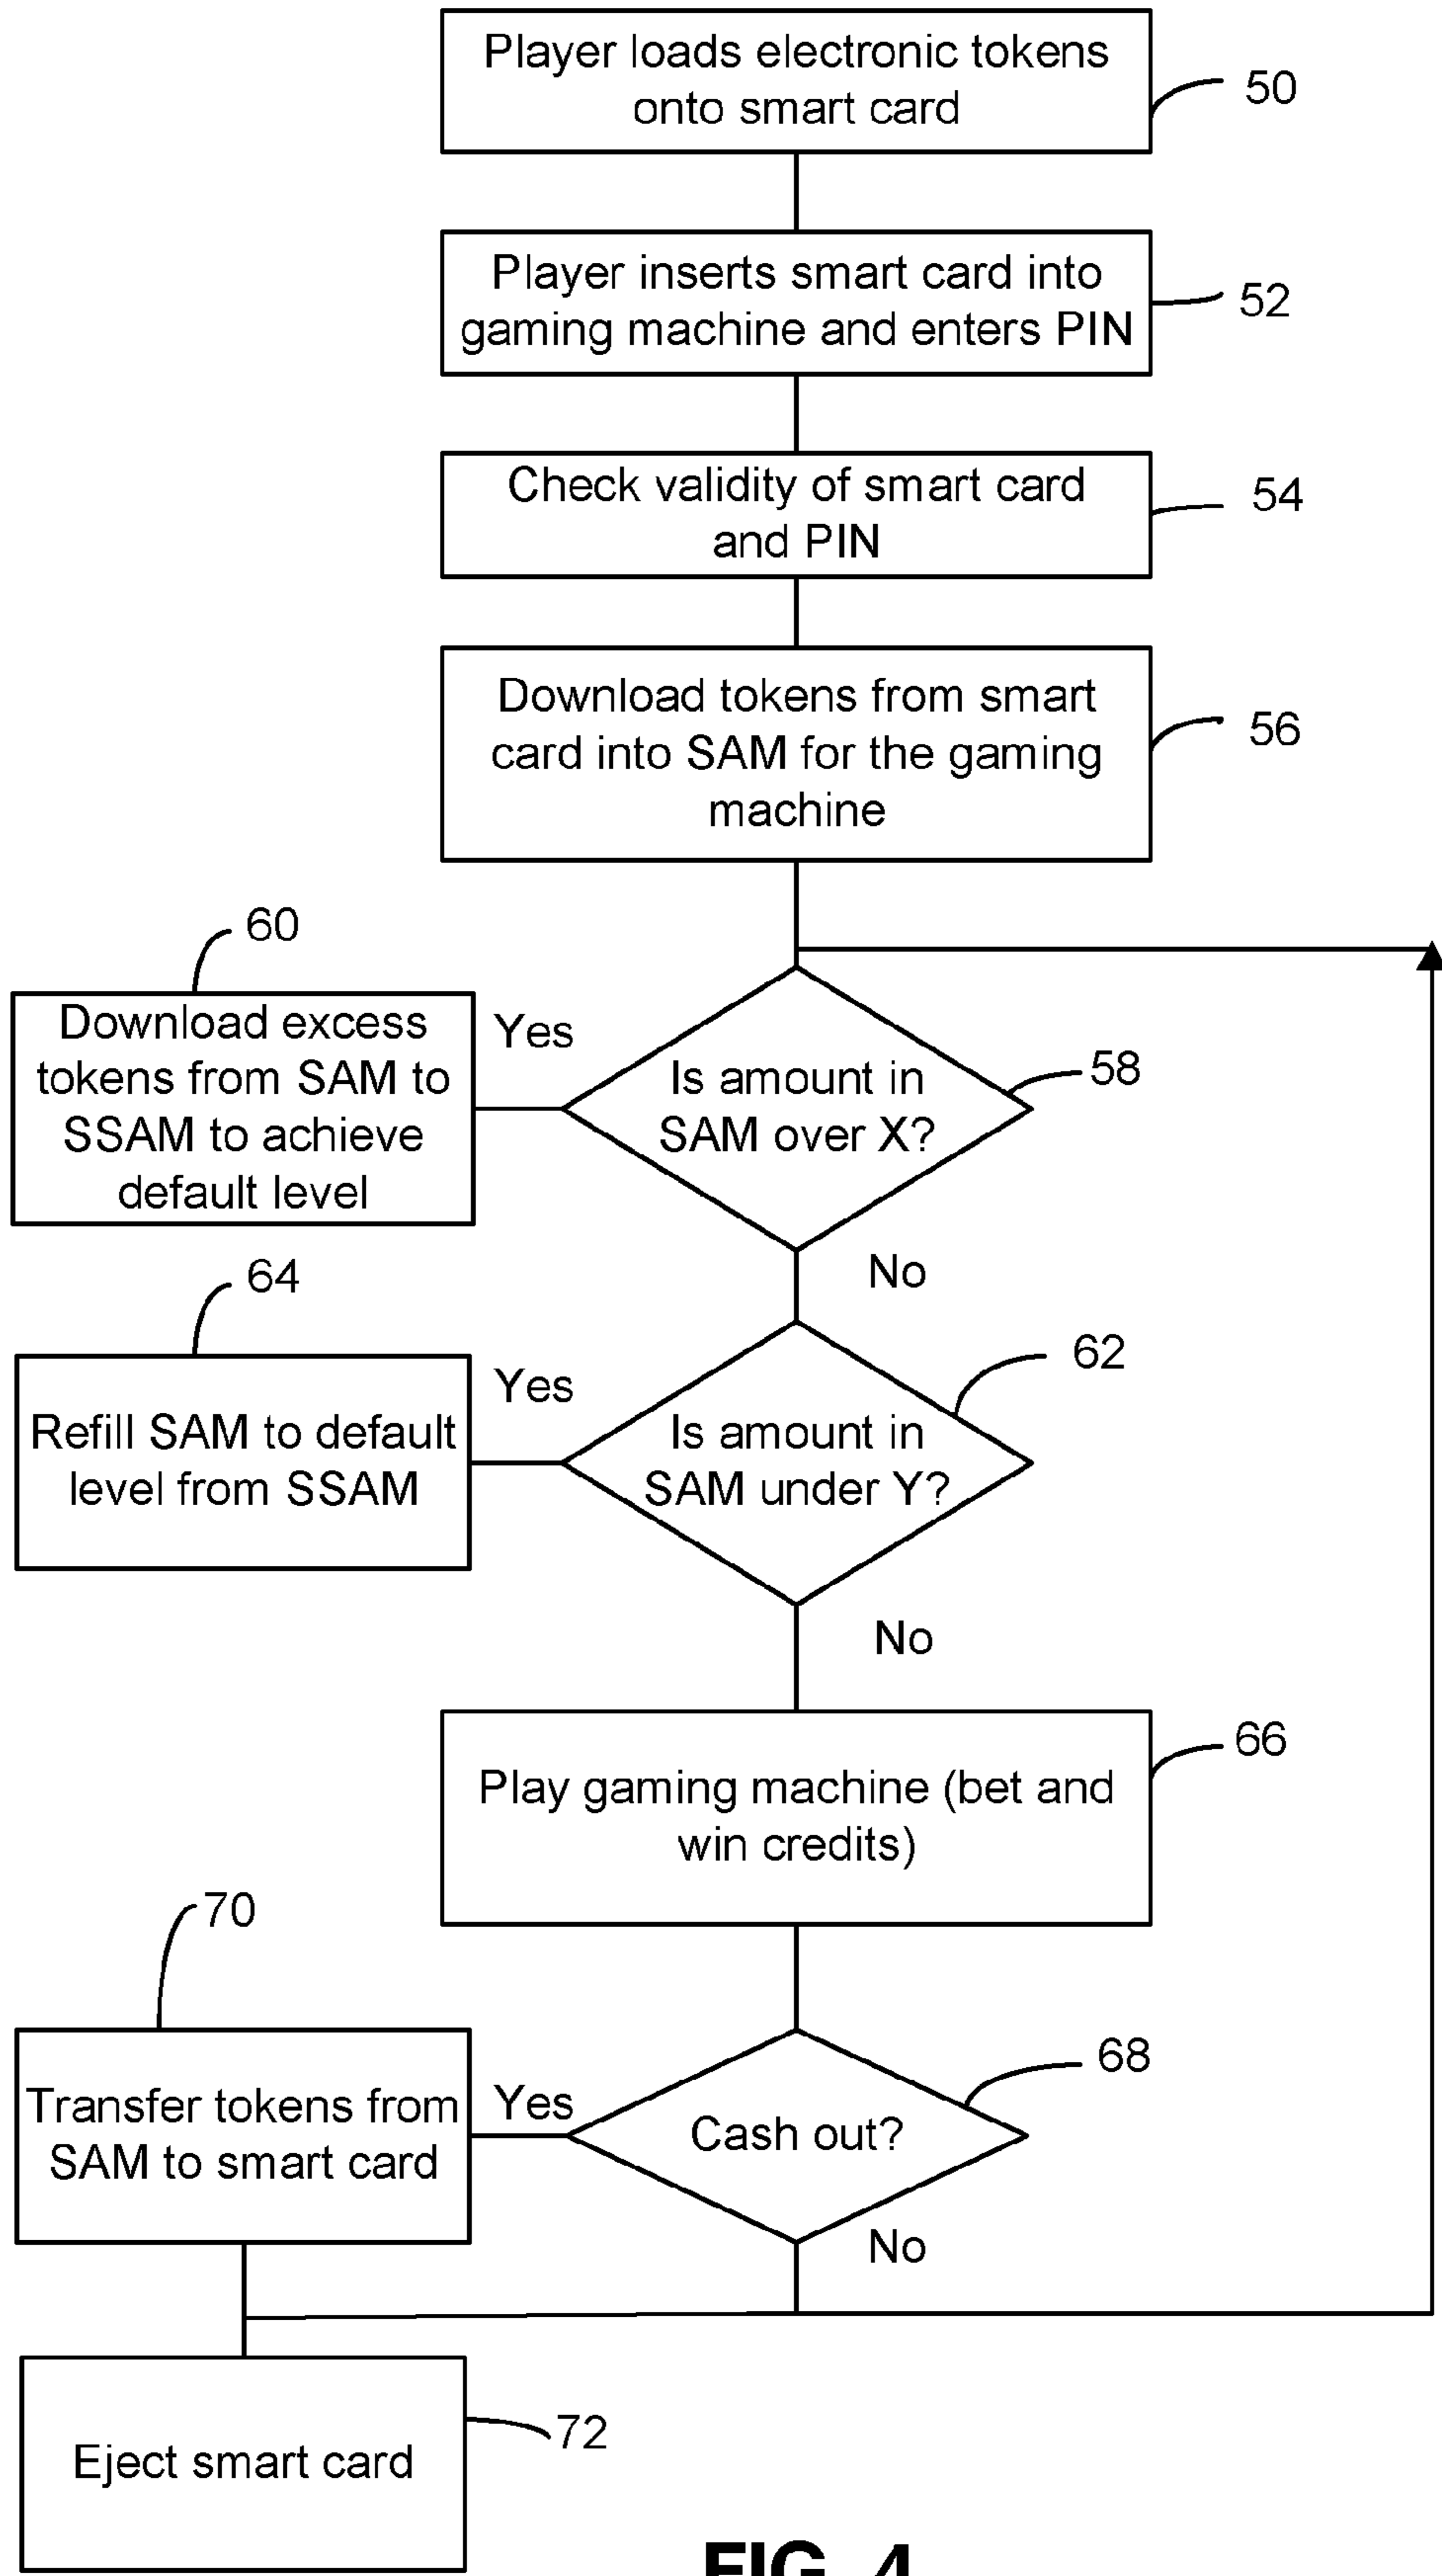 Player loads electronic tokens
onto smart card
50
Player inserts smart card into
gaming machine and enters PIN
52
Check validity of smart card
and PIN
54
Download tokens from smart
card into SAM for the gaming
machine
56
60
Download excess
tokens from SAM to
SSAM to achieve
default level
Yes
Is amount in
SAM over X?
58
No
64
Refill SAM to default
level from SSAM
Yes
Is amount in
SAM under Y?
62
No
Play gaming machine (bet and
win credits)
66
70
Transfer tokens from
SAM to smart card
Yes
Cash out?
68
No
Eject smart card
72
FIG. 4